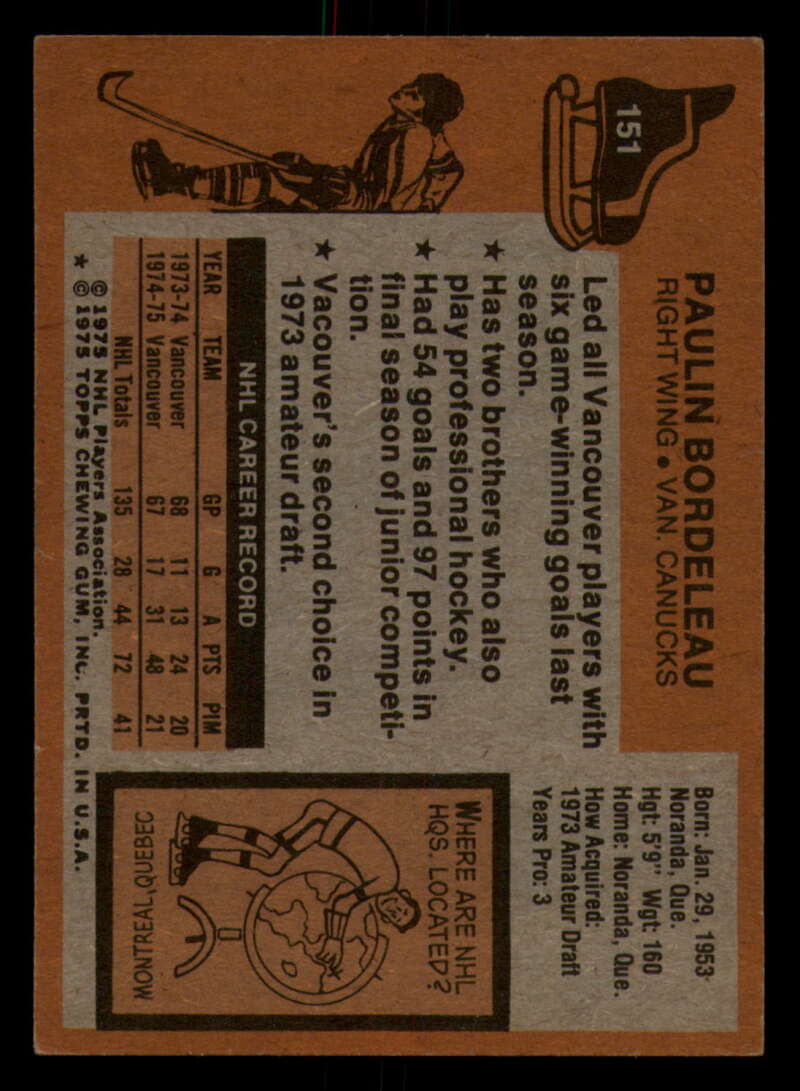 151
PAULIN BORDELEAU
RIGHT WING • VAN. CANUCKS
Born: Jan. 29, 1953
Noranda, Que.
Hgt: 5'9" Wgt: 160
Home: Noranda, Que.
How Acquired:
1973 Amateur Draft
Years Pro: 3
Led all Vancouver players with
six game-winning goals last
season.
★ Has two brothers who also
play professional hockey.
★ Had 54 goals and 97 points in
final season of junior competi-
tion.
★ Vacouver's second choice in
1973 amateur draft.
NHL CAREER RECORD
YEAR TEAM GP G A PTS PIM
1973-74 Vancouver 68 11 13 24 20
1974-75 Vancouver 67 17 31 48 21
NHL Totals 135 28 44 72 41
WHERE ARE NHL
HQS. LOCATED?
MONTREAL, QUEBEC
© 1975 NHL Players Association.
★ © 1975 TOPPS CHEWING GUM, INC. PRTD. IN U.S.A.